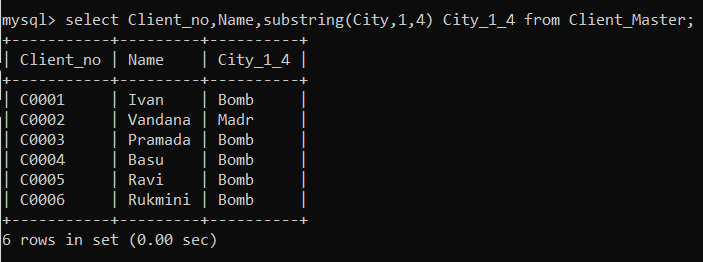 mysql> select Client_no,Name,substring(City,1,4) City_1_4 from Client_Master;
+-----------+---------+----------+
| Client_no | Name    | City_1_4 |
+-----------+---------+----------+
| C0001     | Ivan    | Bomb     |
| C0002     | Vandana | Madr     |
| C0003     | Pramada | Bomb     |
| C0004     | Basu    | Bomb     |
| C0005     | Ravi    | Bomb     |
| C0006     | Rukmini | Bomb     |
+-----------+---------+----------+
6 rows in set (0.00 sec)